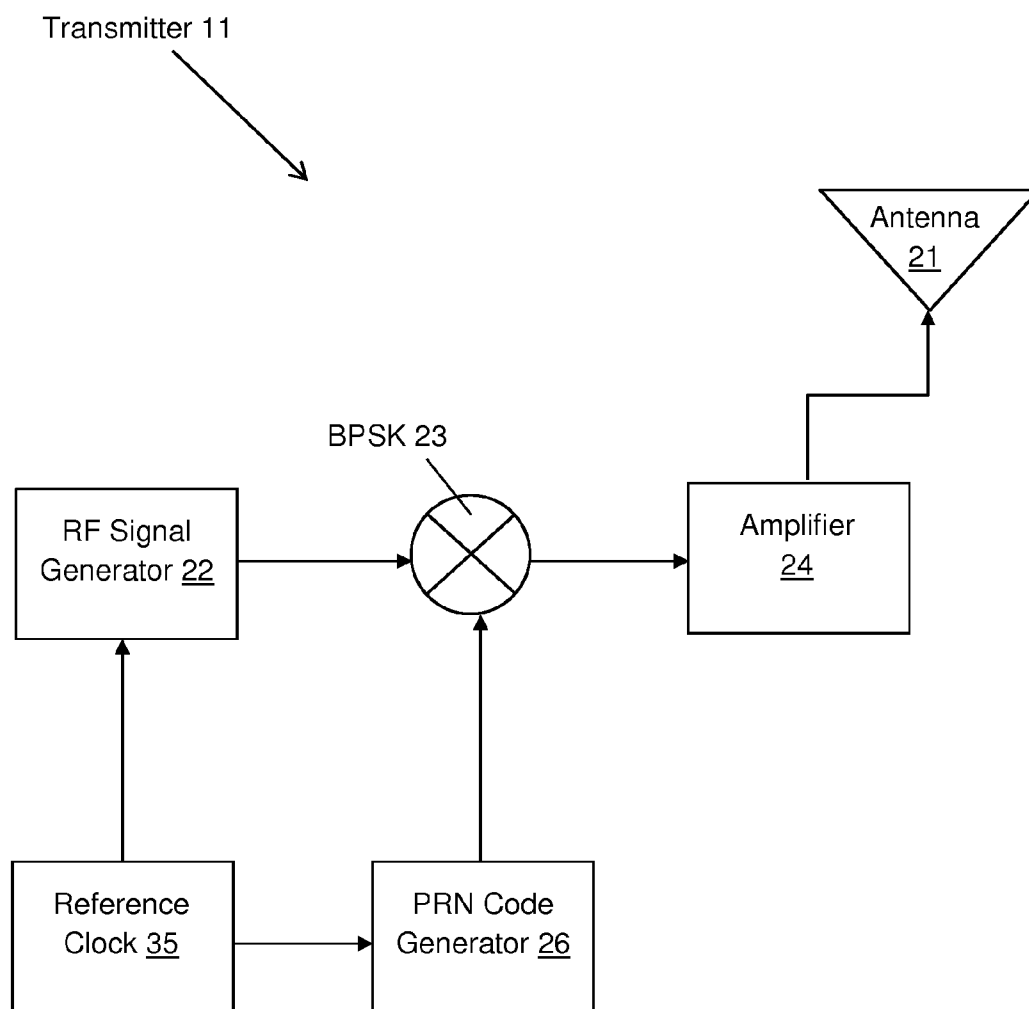 Transmitter 11
Antenna
21
BPSK 23
RF Signal
Generator 22
Amplifier
24
Reference
Clock 35
PRN Code
Generator 26